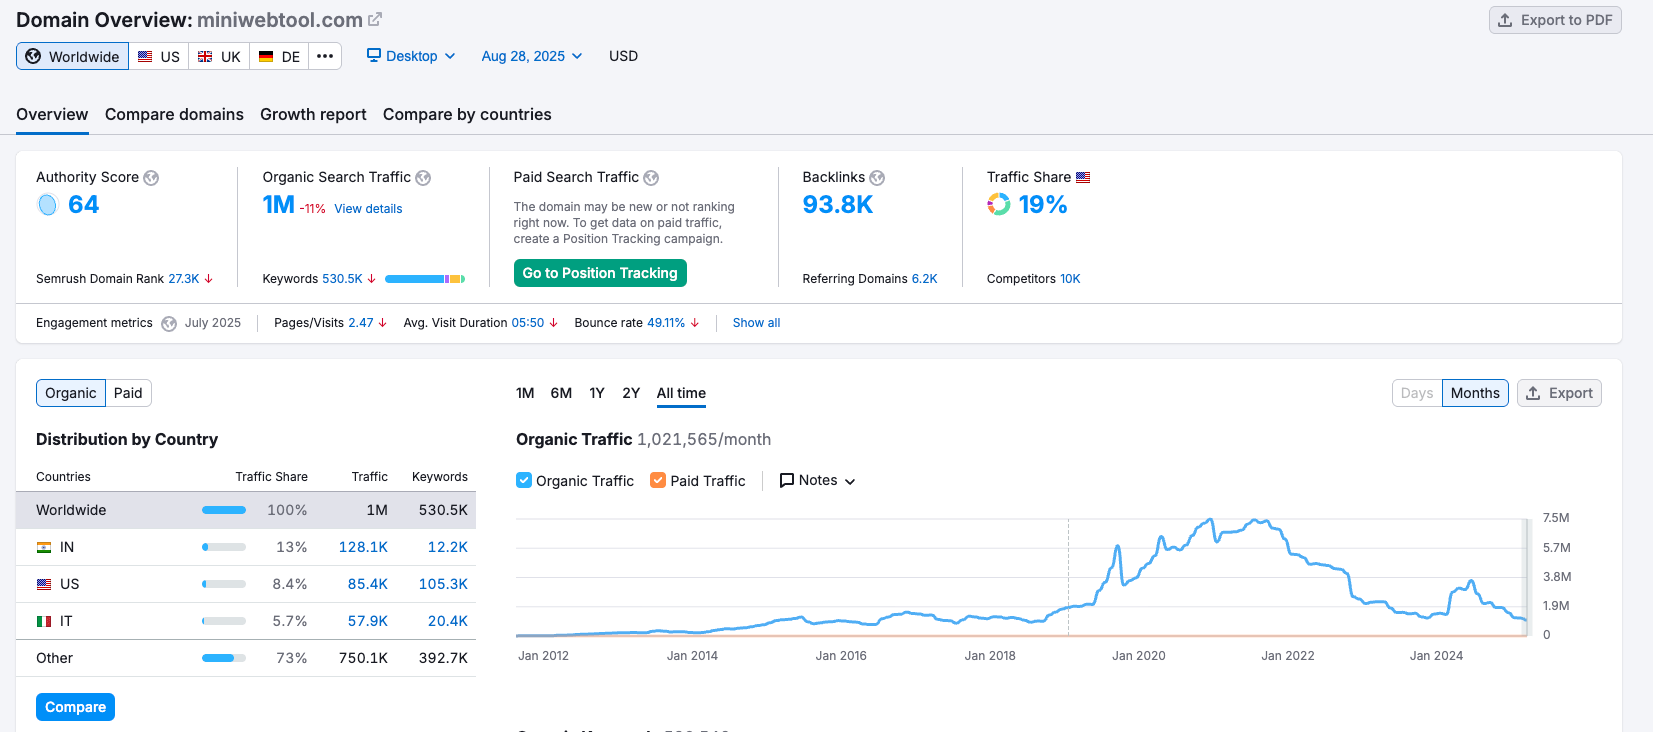 Domain Overview: miniwebtool.com
Export to PDF
Worldwide US UK DE ••• Desktop Aug 28, 2025 USD
Overview Compare domains Growth report Compare by countries
Authority Score
64
Semrush Domain Rank 27.3K ↓
Organic Search Traffic
1M -11% View details
Keywords 530.5K ↓
Paid Search Traffic
The domain may be new or not ranking
right now. To get data on paid traffic,
create a Position Tracking campaign.
Go to Position Tracking
Backlinks
93.8K
Referring Domains 6.2K
Traffic Share
19%
Competitors 10K
Engagement metrics July 2025 Pages/Visits 2.47 ↓ Avg. Visit Duration 05:50 ↓ Bounce rate 49.11% ↓ Show all
Organic Paid
Distribution by Country
Countries Traffic Share Traffic Keywords
Worldwide 100% 1M 530.5K
IN 13% 128.1K 12.2K
US 8.4% 85.4K 105.3K
IT 5.7% 57.9K 20.4K
Other 73% 750.1K 392.7K
Compare
1M 6M 1Y 2Y All time
Days Months Export
Organic Traffic 1,021,565/month
Organic Traffic Paid Traffic Notes
7.5M
5.7M
3.8M
1.9M
0
Jan 2012 Jan 2014 Jan 2016 Jan 2018 Jan 2020 Jan 2022 Jan 2024